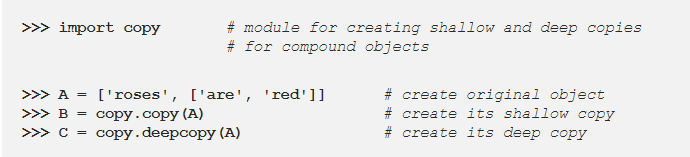 >>> import copy # module for creating shallow and deep copies
# for compound objects
>>> A = ['roses', ['are', 'red']] # create original object
>>> B = copy.copy(A) # create its shallow copy
>>> C = copy.deepcopy(A) # create its deep copy